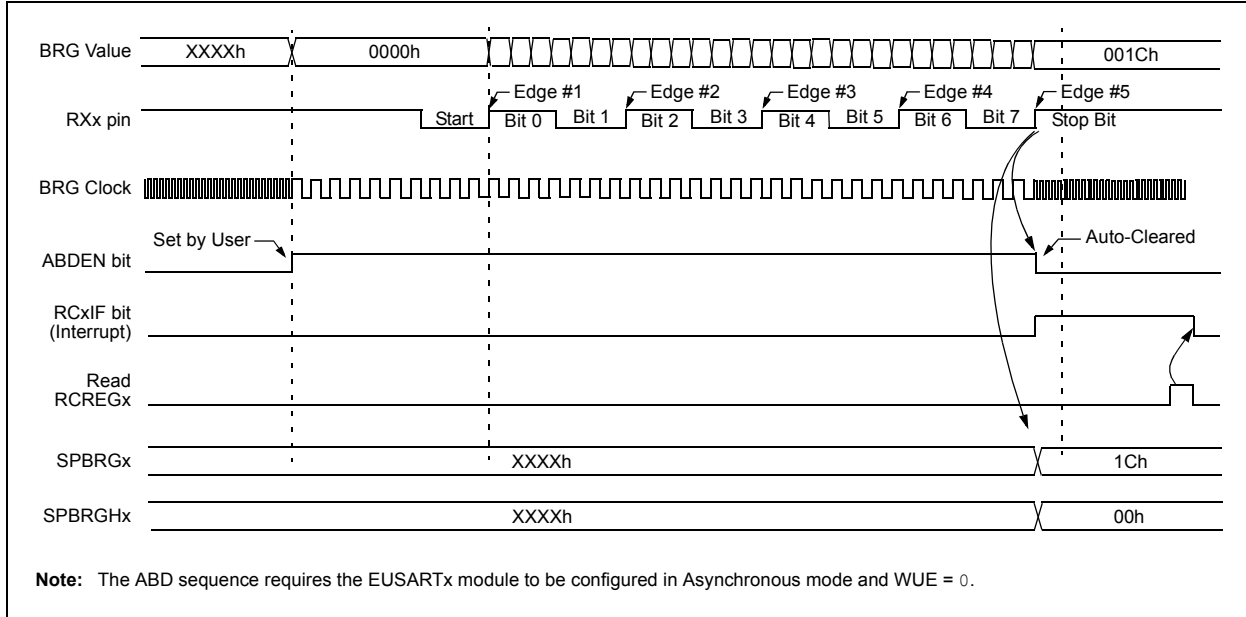 BRG Value XXXXh 0000h 001Ch
Edge #1 Edge #2 Edge #3 Edge #4 Edge #5
RXx pin Start Bit 0 Bit 1 Bit 2 Bit 3 Bit 4 Bit 5 Bit 6 Bit 7 Stop Bit
BRG Clock
Set by User Auto-Cleared
ABDEN bit
RCxIF bit
(Interrupt)
Read
RCREGx
SPBRGx XXXXh 1Ch
SPBRGHx XXXXh 00h
Note: The ABD sequence requires the EUSARTx module to be configured in Asynchronous mode and WUE = 0.